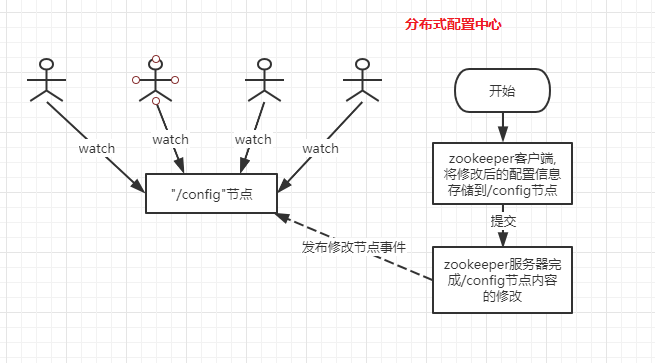 分布式配置中心
watch
watch
watch
watch
"/config"节点
开始
zookeeper客户端,
将修改后的配置信息
存储到/config节点
提交
发布修改节点事件
zookeeper服务器完
成/config节点内容
的修改